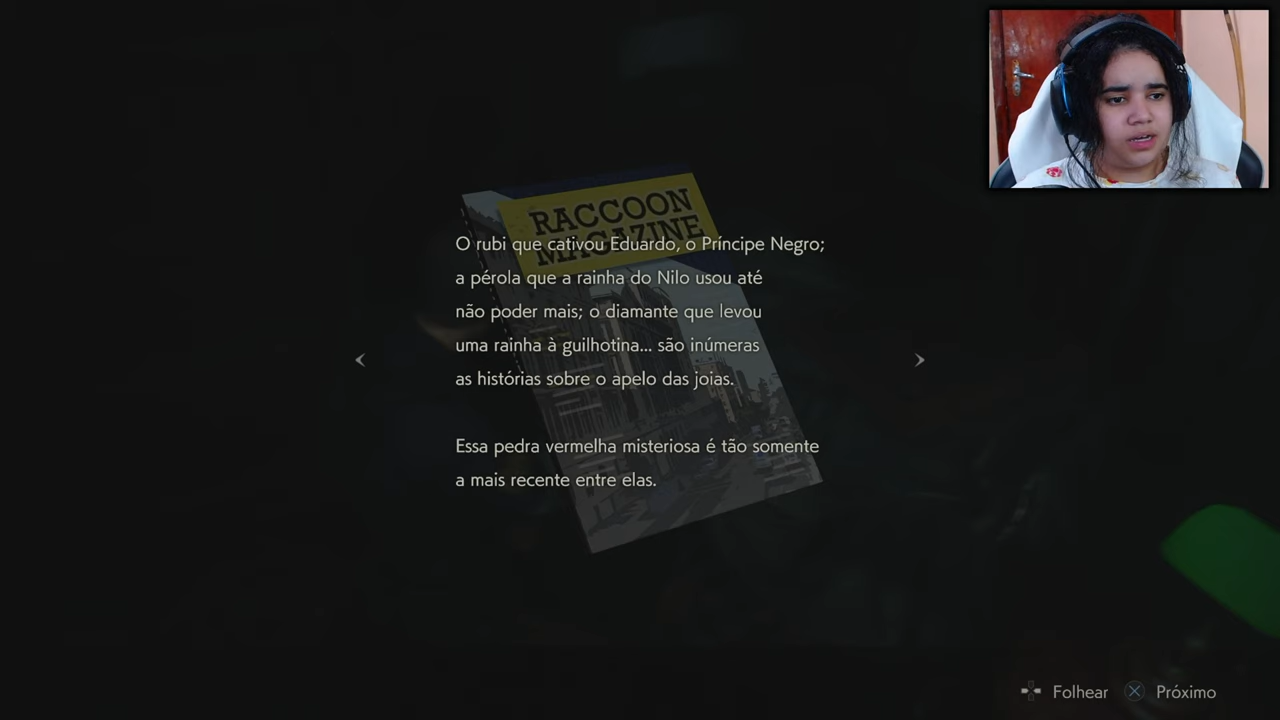 RACCOON
MAGAZINE
O rubi que cativou Eduardo, o Príncipe Negro;
a pérola que a rainha do Nilo usou até
não poder mais; o diamante que levou
uma rainha à guilhotina... são inúmeras
as histórias sobre o apelo das joias.
Essa pedra vermelha misteriosa é tão somente
a mais recente entre elas.
Folhear
Próximo